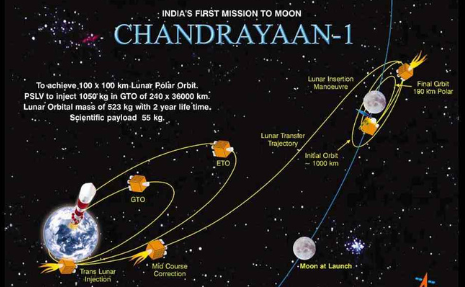 INDIA'S FIRST MISSION TO MOON
CHANDRAYAAN-1
To achieve 100 x 100 km Lunar Polar Orbit.
PSLV to inject 1050 kg in GTO of 240 x 36000 km.
Lunar Orbital mass of 523 kg with 2 year life time.
Scientific payload 55 kg.
Lunar Insertion
Manoeuvre
Final Orbit
190 km Polar
Lunar Transfer
Trajectory
Initial Orbit
~ 1000 km
ETO
GTO
Trans Lunar
Injection
Mid Course
Correction
Moon at Launch